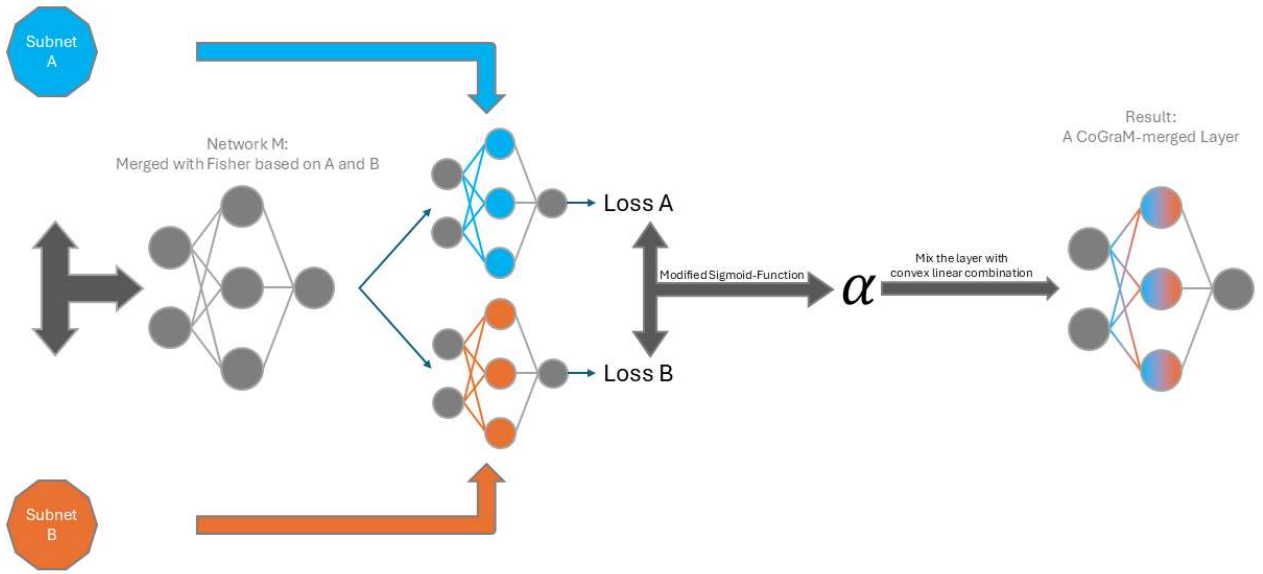 Subnet
A
Network M:
Merged with Fisher based on A and B
Loss A
Modified Sigmoid-Function
α
Mix the layer with
convex linear combination
Result:
A CoGraM-merged Layer
Loss B
Subnet
B